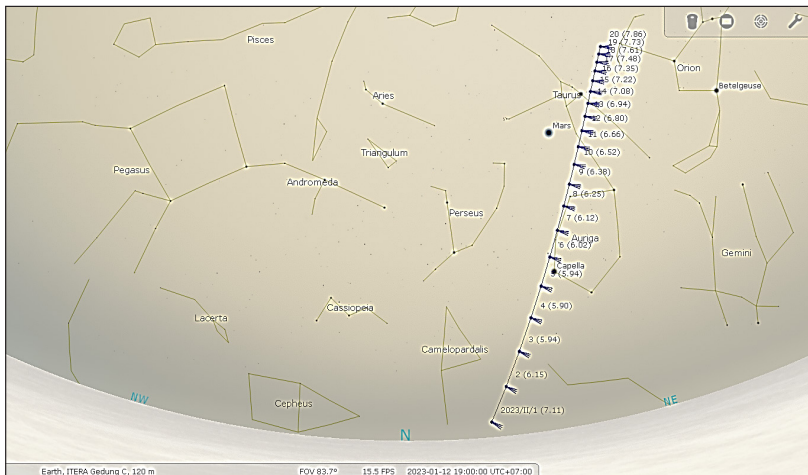 20 (7.86)
19 (7.73)
18 (7.61)
17 (7.48)
16 (7.35)
15 (7.22)
14 (7.08)
13 (6.94)
12 (6.80)
11 (6.66)
10 (6.52)
9 (6.38)
8 (6.25)
7 (6.12)
6 (6.02)
5 (5.94)
4 (5.90)
3 (5.94)
2 (6.15)
2023/II/1 (7.11)
Pisces
Orion
Betelgeuse
Aries
Taurus
Mars
Triangulum
Pegasus
Andromeda
Perseus
Auriga
Gemini
Capella
Lacerta
Cassiopeia
Camelopardalis
Cepheus
NW
N
NE
Earth, ITERA Gedung C, 120 m FOV 83.7° 15.5 FPS 2023-01-12 19:00:00 UTC+07:00